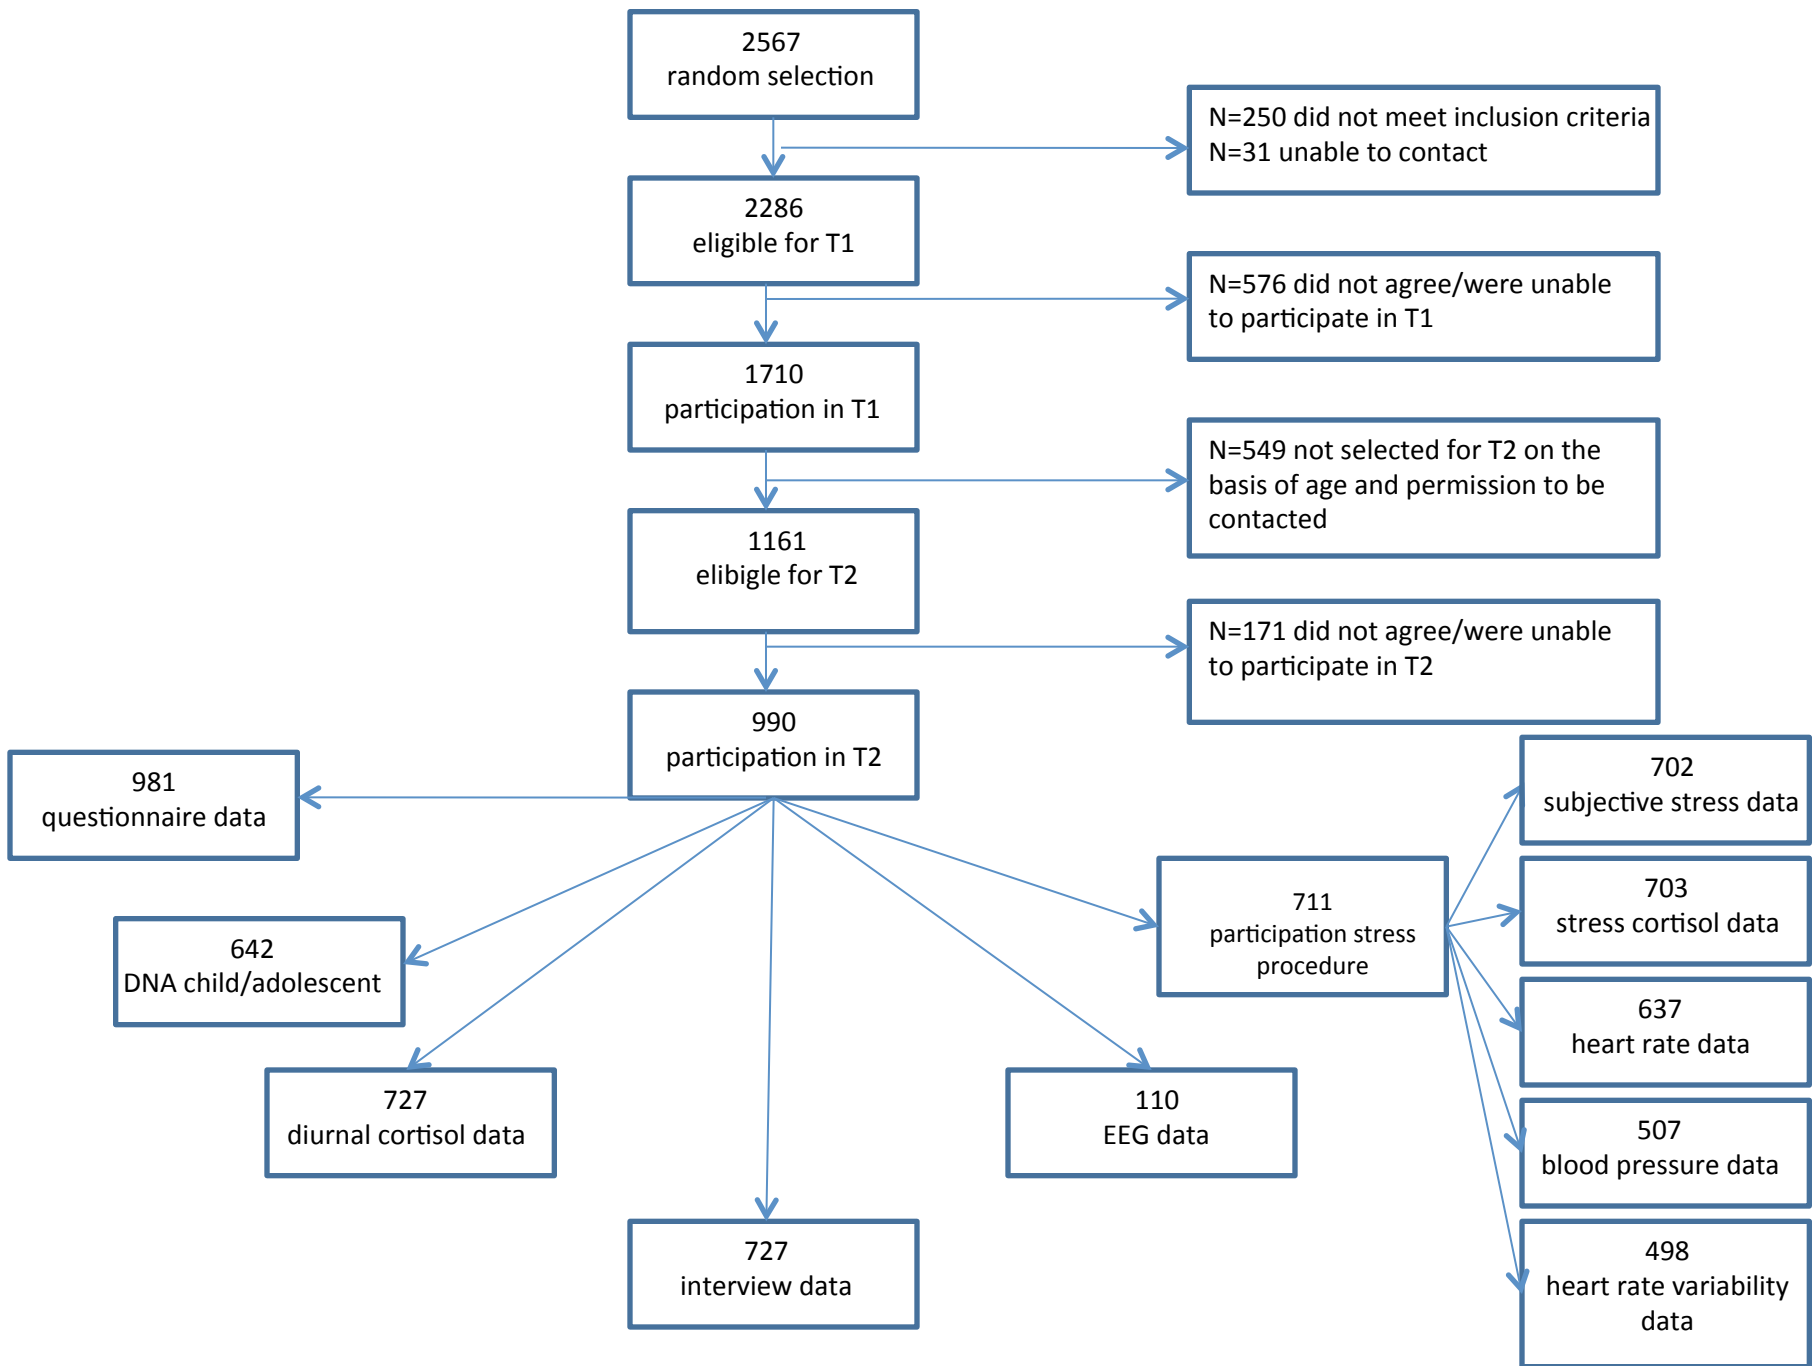 2567
random selection
N=250 did not meet inclusion criteria
N=31 unable to contact
2286
eligible for T1
N=576 did not agree/were unable
to participate in T1
1710
participation in T1
N=549 not selected for T2 on the
basis of age and permission to be
contacted
1161
elibigle for T2
N=171 did not agree/were unable
to participate in T2
990
participation in T2
981
questionnaire data
702
subjective stress data
711
participation stress
procedure
703
stress cortisol data
642
DNA child/adolescent
637
heart rate data
727
diurnal cortisol data
110
EEG data
507
blood pressure data
727
interview data
498
heart rate variability
data